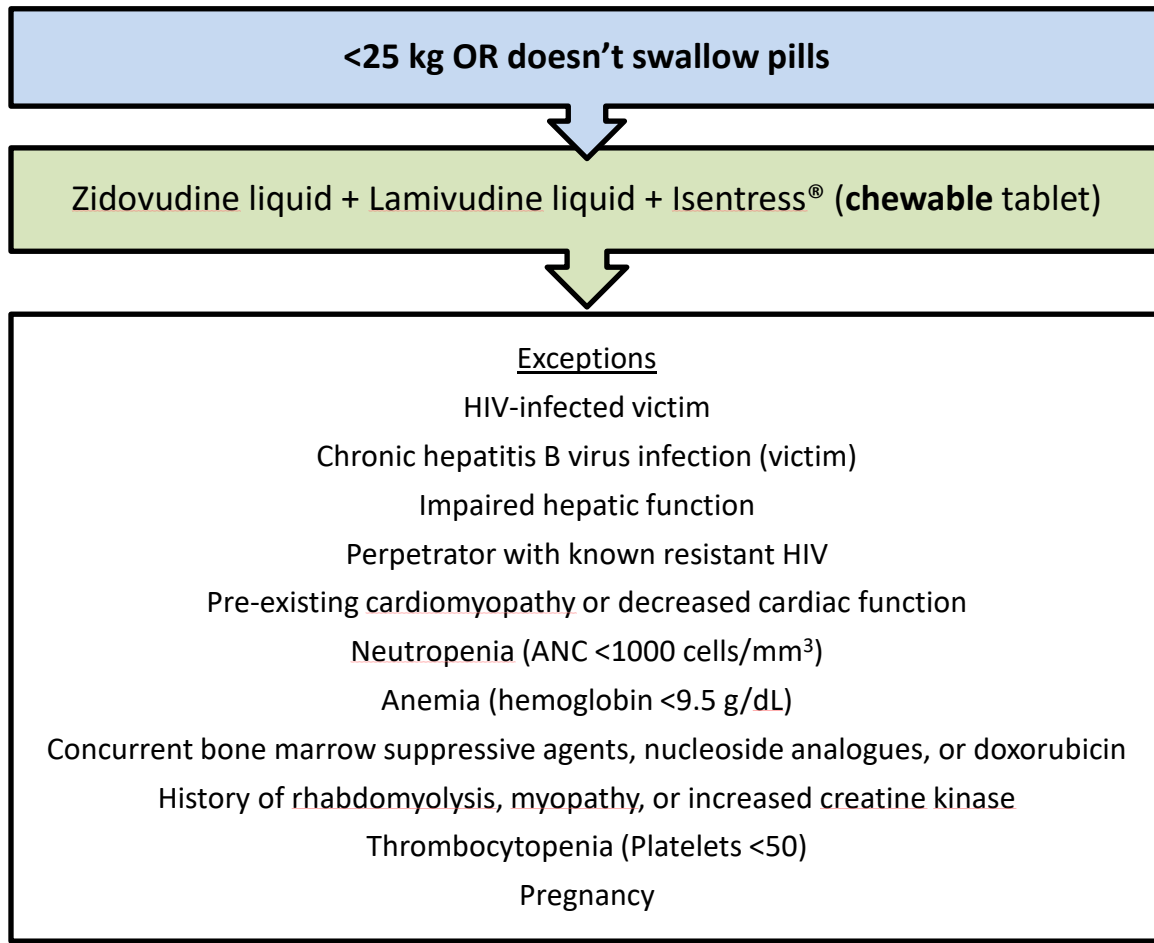 <25 kg OR doesn’t swallow pills
Zidovudine liquid + Lamivudine liquid + Isentress® (chewable tablet)
Exceptions
HIV-infected victim
Chronic hepatitis B virus infection (victim)
Impaired hepatic function
Perpetrator with known resistant HIV
Pre-existing cardiomyopathy or decreased cardiac function
Neutropenia (ANC <1000 cells/mm³)
Anemia (hemoglobin <9.5 g/dL)
Concurrent bone marrow suppressive agents, nucleoside analogues, or doxorubicin
History of rhabdomyolysis, myopathy, or increased creatine kinase
Thrombocytopenia (Platelets <50)
Pregnancy